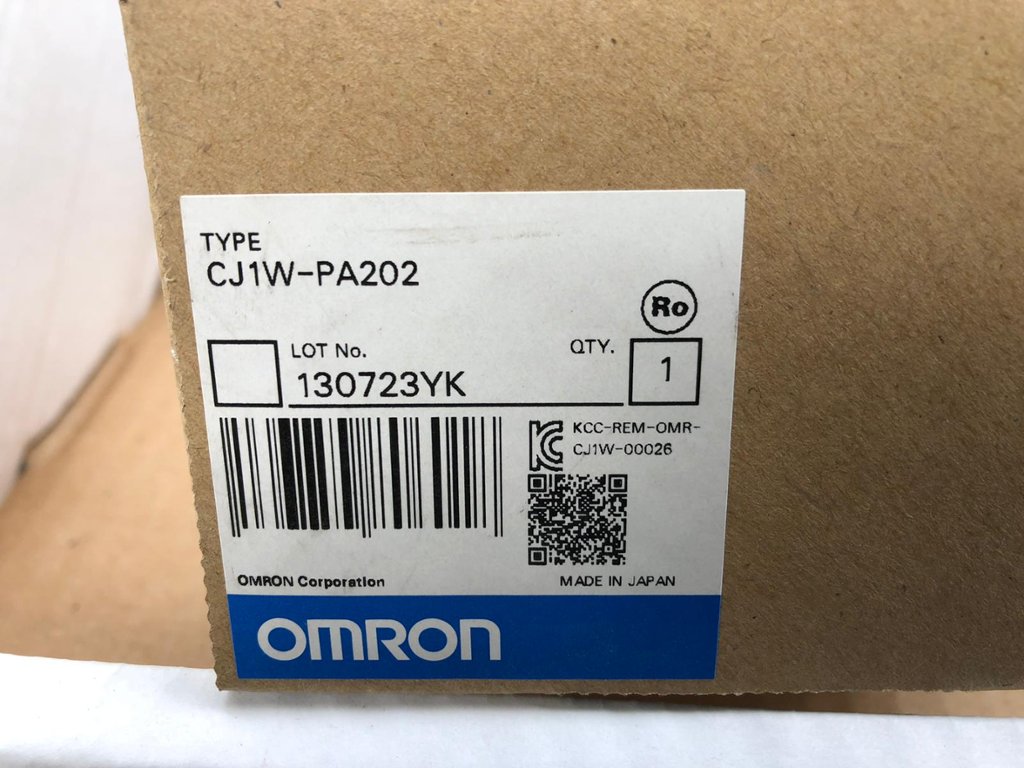 TYPE
CJ1W-PA202
Ro
LOT No.
130723YK
QTY.
1
KCC-REM-OMR-
CJ1W-00026
OMRON Corporation
MADE IN JAPAN
OMRON